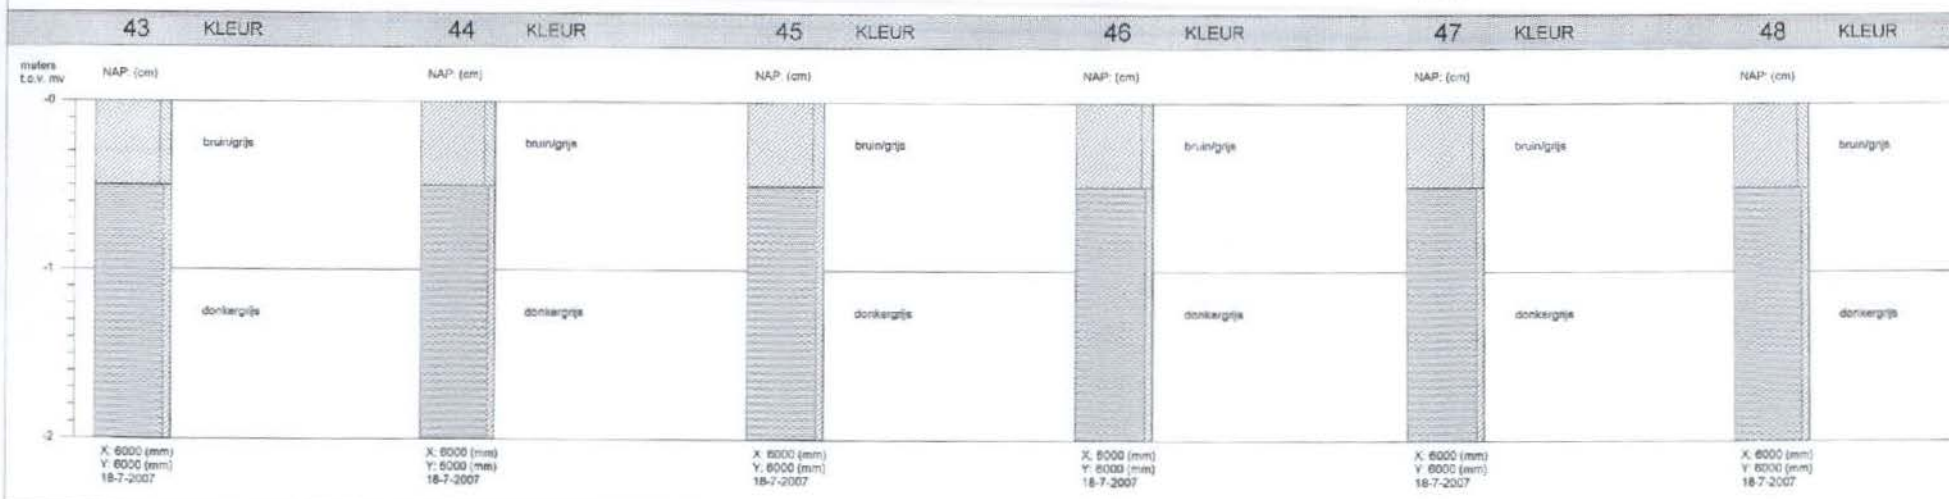 43 KLEUR 44 KLEUR 45 KLEUR 46 KLEUR 47 KLEUR 48 KLEUR
meters
t.o.v. mv
NAP: (cm) NAP: (cm) NAP: (cm) NAP: (cm) NAP: (cm) NAP: (cm)
-0
bruin/grijs bruin/grijs bruin/grijs bruin/grijs bruin/grijs bruin/grijs
-1
donkergrijs donkergrijs donkergrijs donkergrijs donkergrijs donkergrijs
-2
X: 6000 (mm) X: 6000 (mm) X: 6000 (mm) X: 6000 (mm) X: 6000 (mm) X: 6000 (mm)
Y: 6000 (mm) Y: 6000 (mm) Y: 6000 (mm) Y: 6000 (mm) Y: 6000 (mm) Y: 6000 (mm)
18-7-2007 18-7-2007 18-7-2007 18-7-2007 18-7-2007 18-7-2007